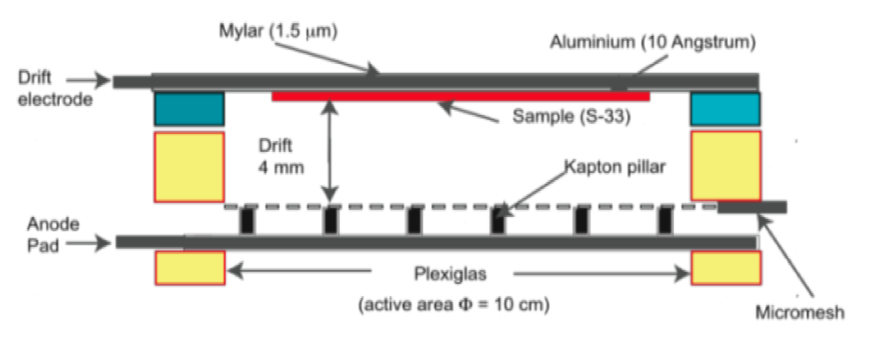 Mylar (1.5 μm)
Aluminium (10 Angstrum)
Drift
electrode
Sample (S-33)
Drift
4 mm
Kapton pillar
Anode
Pad
Plexiglas
(active area Φ = 10 cm)
Micromesh